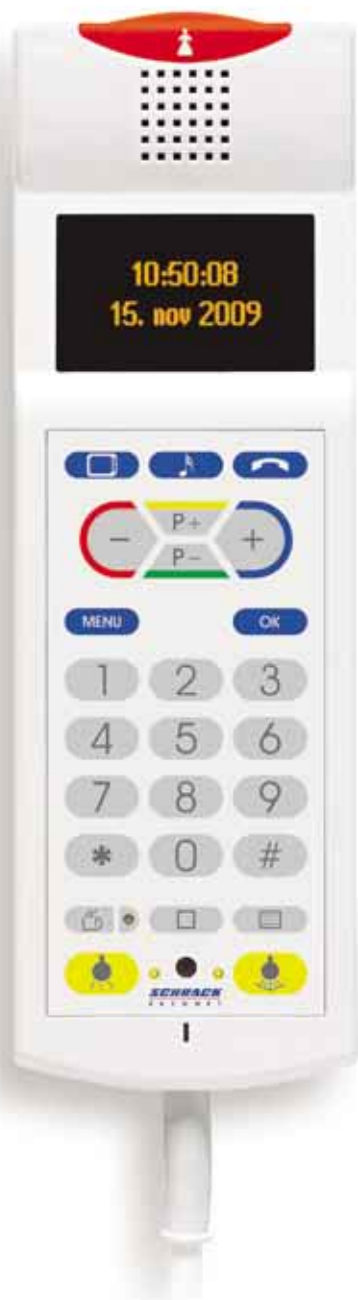 10:50:08
15. nov 2009
P+
- +
P-
MENU OK
1 2 3
4 5 6
7 8 9
* 0 #
SCHRACK
SECONET